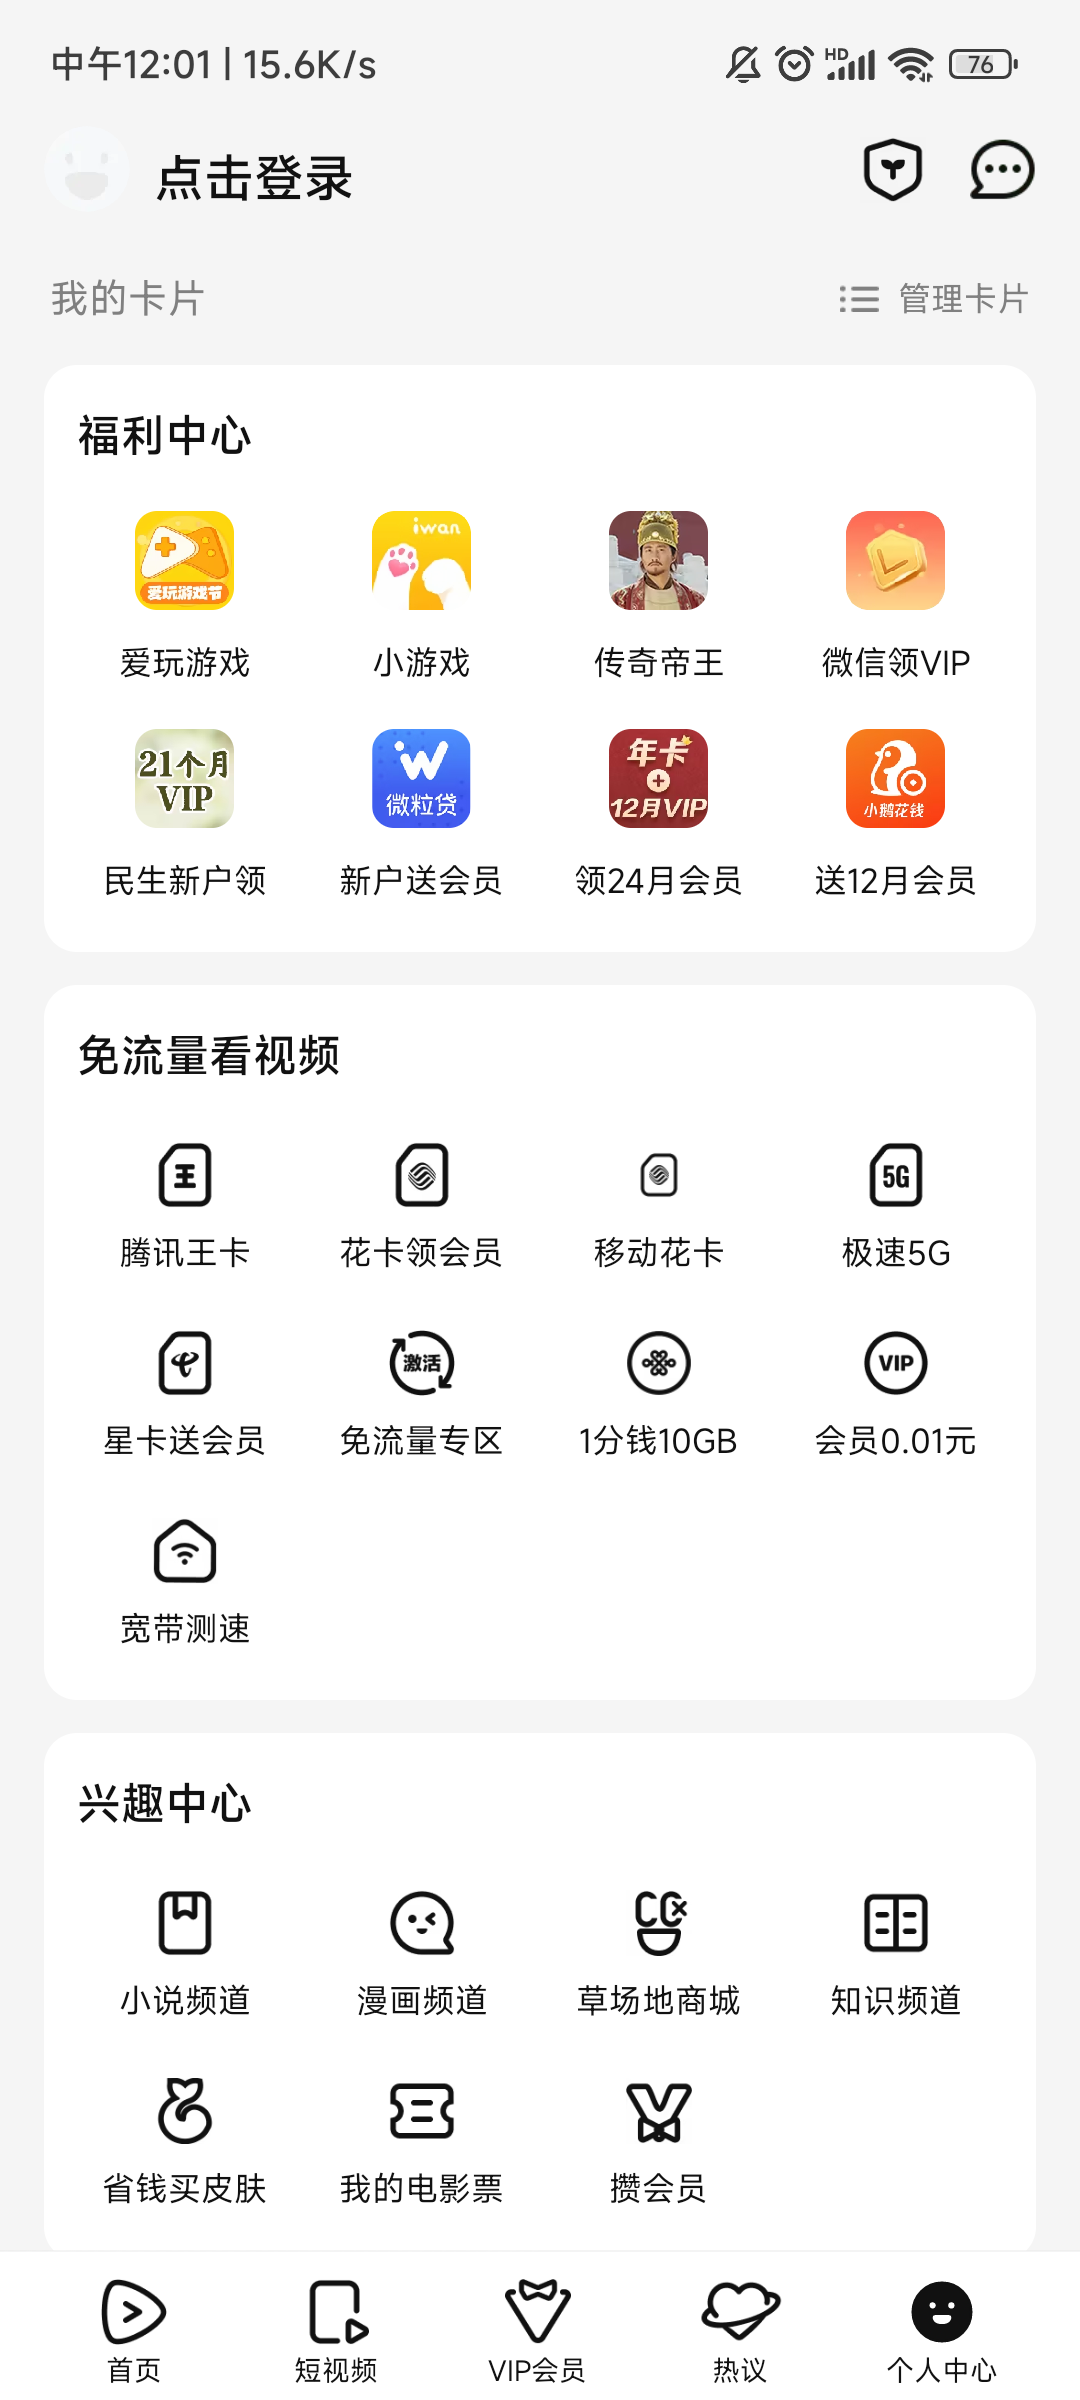 中午12:01 | 15.6K/s
HD
76
点击登录
我的卡片
管理卡片
福利中心
爱玩游戏节
iwan
爱玩游戏
小游戏
传奇帝王
微信领VIP
21个月
VIP
微粒贷
年卡
12月VIP
小鹅花钱
民生新户领
新户送会员
领24月会员
送12月会员
免流量看视频
王
5G
腾讯王卡
花卡领会员
移动花卡
极速5G
激活
VIP
星卡送会员
免流量专区
1分钱10GB
会员0.01元
宽带测速
兴趣中心
小说频道
漫画频道
草场地商城
知识频道
省钱买皮肤
我的电影票
攒会员
首页
短视频
VIP会员
热议
个人中心